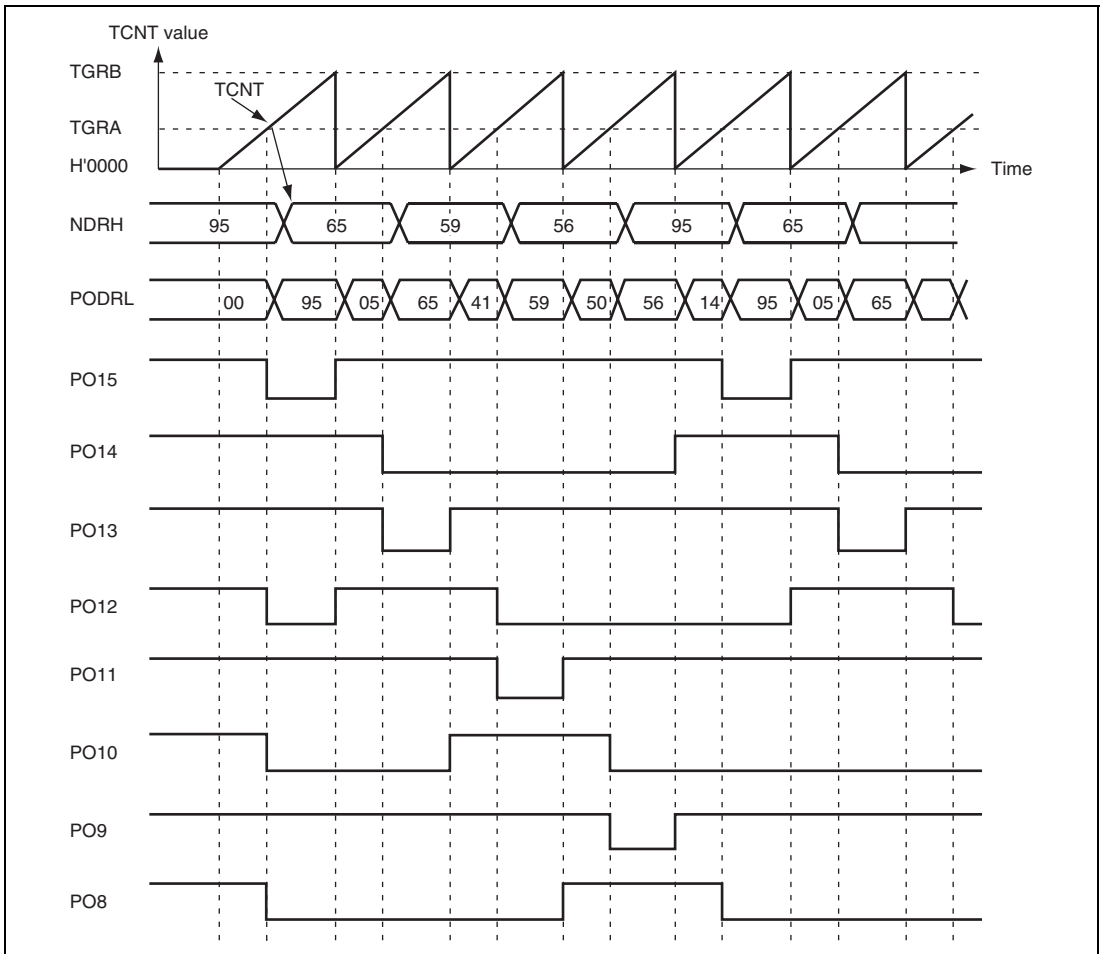 TCNT value
TGRB
TCNT
TGRA
H'0000
Time
NDRH 95 65 59 56 95 65
PODRL 00 95 05 65 41 59 50 56 14 95 05 65
PO15
PO14
PO13
PO12
PO11
PO10
PO9
PO8